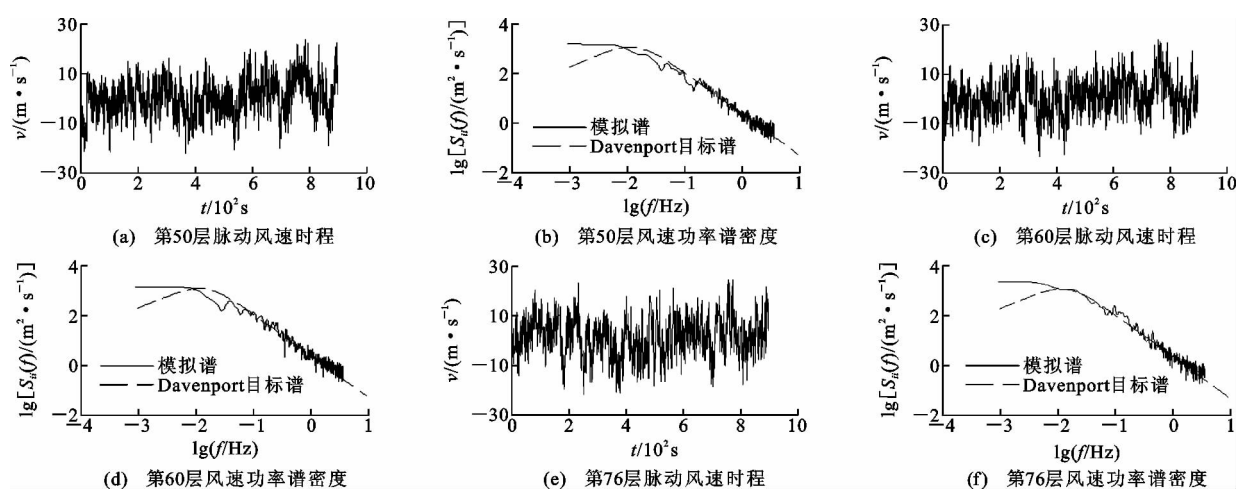 30
10
−10
−30
v/(m·s⁻¹)
0 2 4 6 8 10
t/10²s
(a) 第50层脉动风速时程
4
2
0
−2
lg[S_ii(f)/(m²·s⁻¹)]
模拟谱
Davenport目标谱
−4 −3 −2 −1 0 1
lg(f/Hz)
(b) 第50层风速功率谱密度
30
10
−10
−30
v/(m·s⁻¹)
0 2 4 6 8 10
t/10²s
(c) 第60层脉动风速时程
4
2
0
−2
lg[S_ii(f)/(m²·s⁻¹)]
模拟谱
Davenport目标谱
−4 −3 −2 −1 0 1
lg(f/Hz)
(d) 第60层风速功率谱密度
30
10
−10
−30
v/(m·s⁻¹)
0 2 4 6 8 10
t/10²s
(e) 第76层脉动风速时程
4
2
0
−2
lg[S_ii(f)/(m²·s⁻¹)]
模拟谱
Davenport目标谱
−4 −3 −2 −1 0 1
lg(f/Hz)
(f) 第76层风速功率谱密度